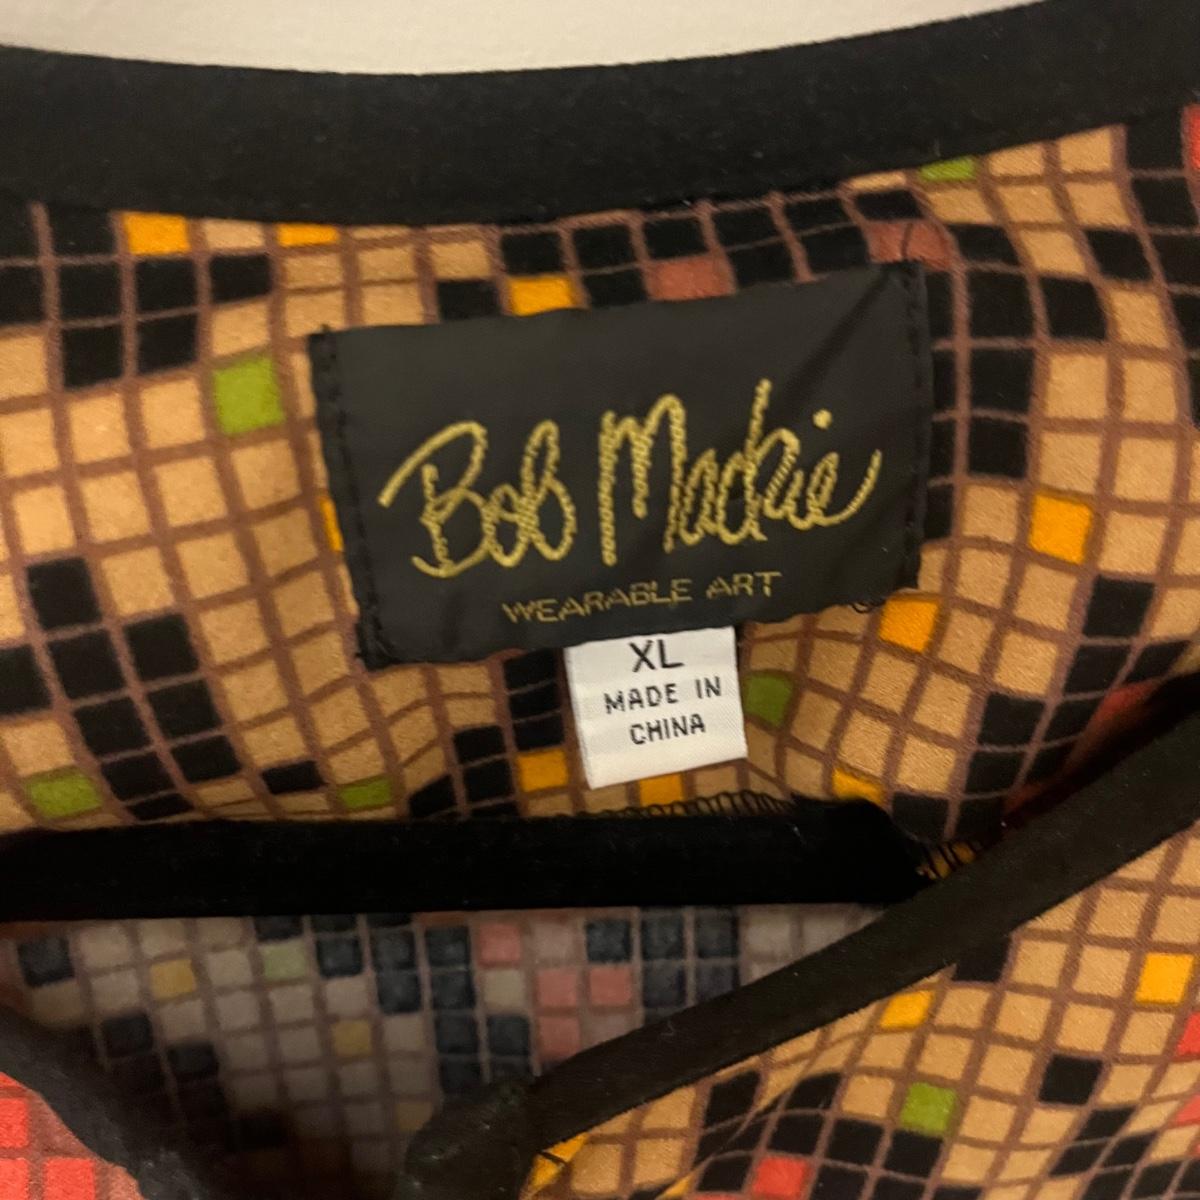 Bob Mackie
WEARABLE ART
XL
MADE IN
CHINA